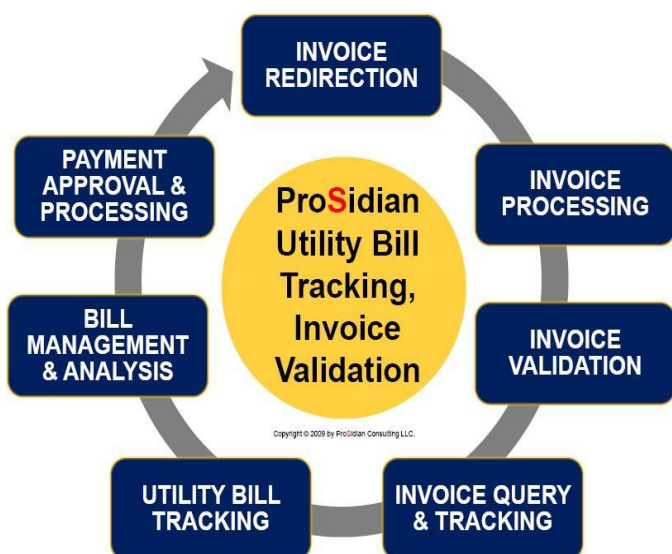 INVOICE
REDIRECTION
INVOICE
PROCESSING
INVOICE
VALIDATION
INVOICE QUERY
& TRACKING
UTILITY BILL
TRACKING
BILL
MANAGEMENT
& ANALYSIS
PAYMENT
APPROVAL &
PROCESSING
ProSidian
Utility Bill
Tracking,
Invoice
Validation
Copyright © 2009 by ProSidian Consulting LLC.